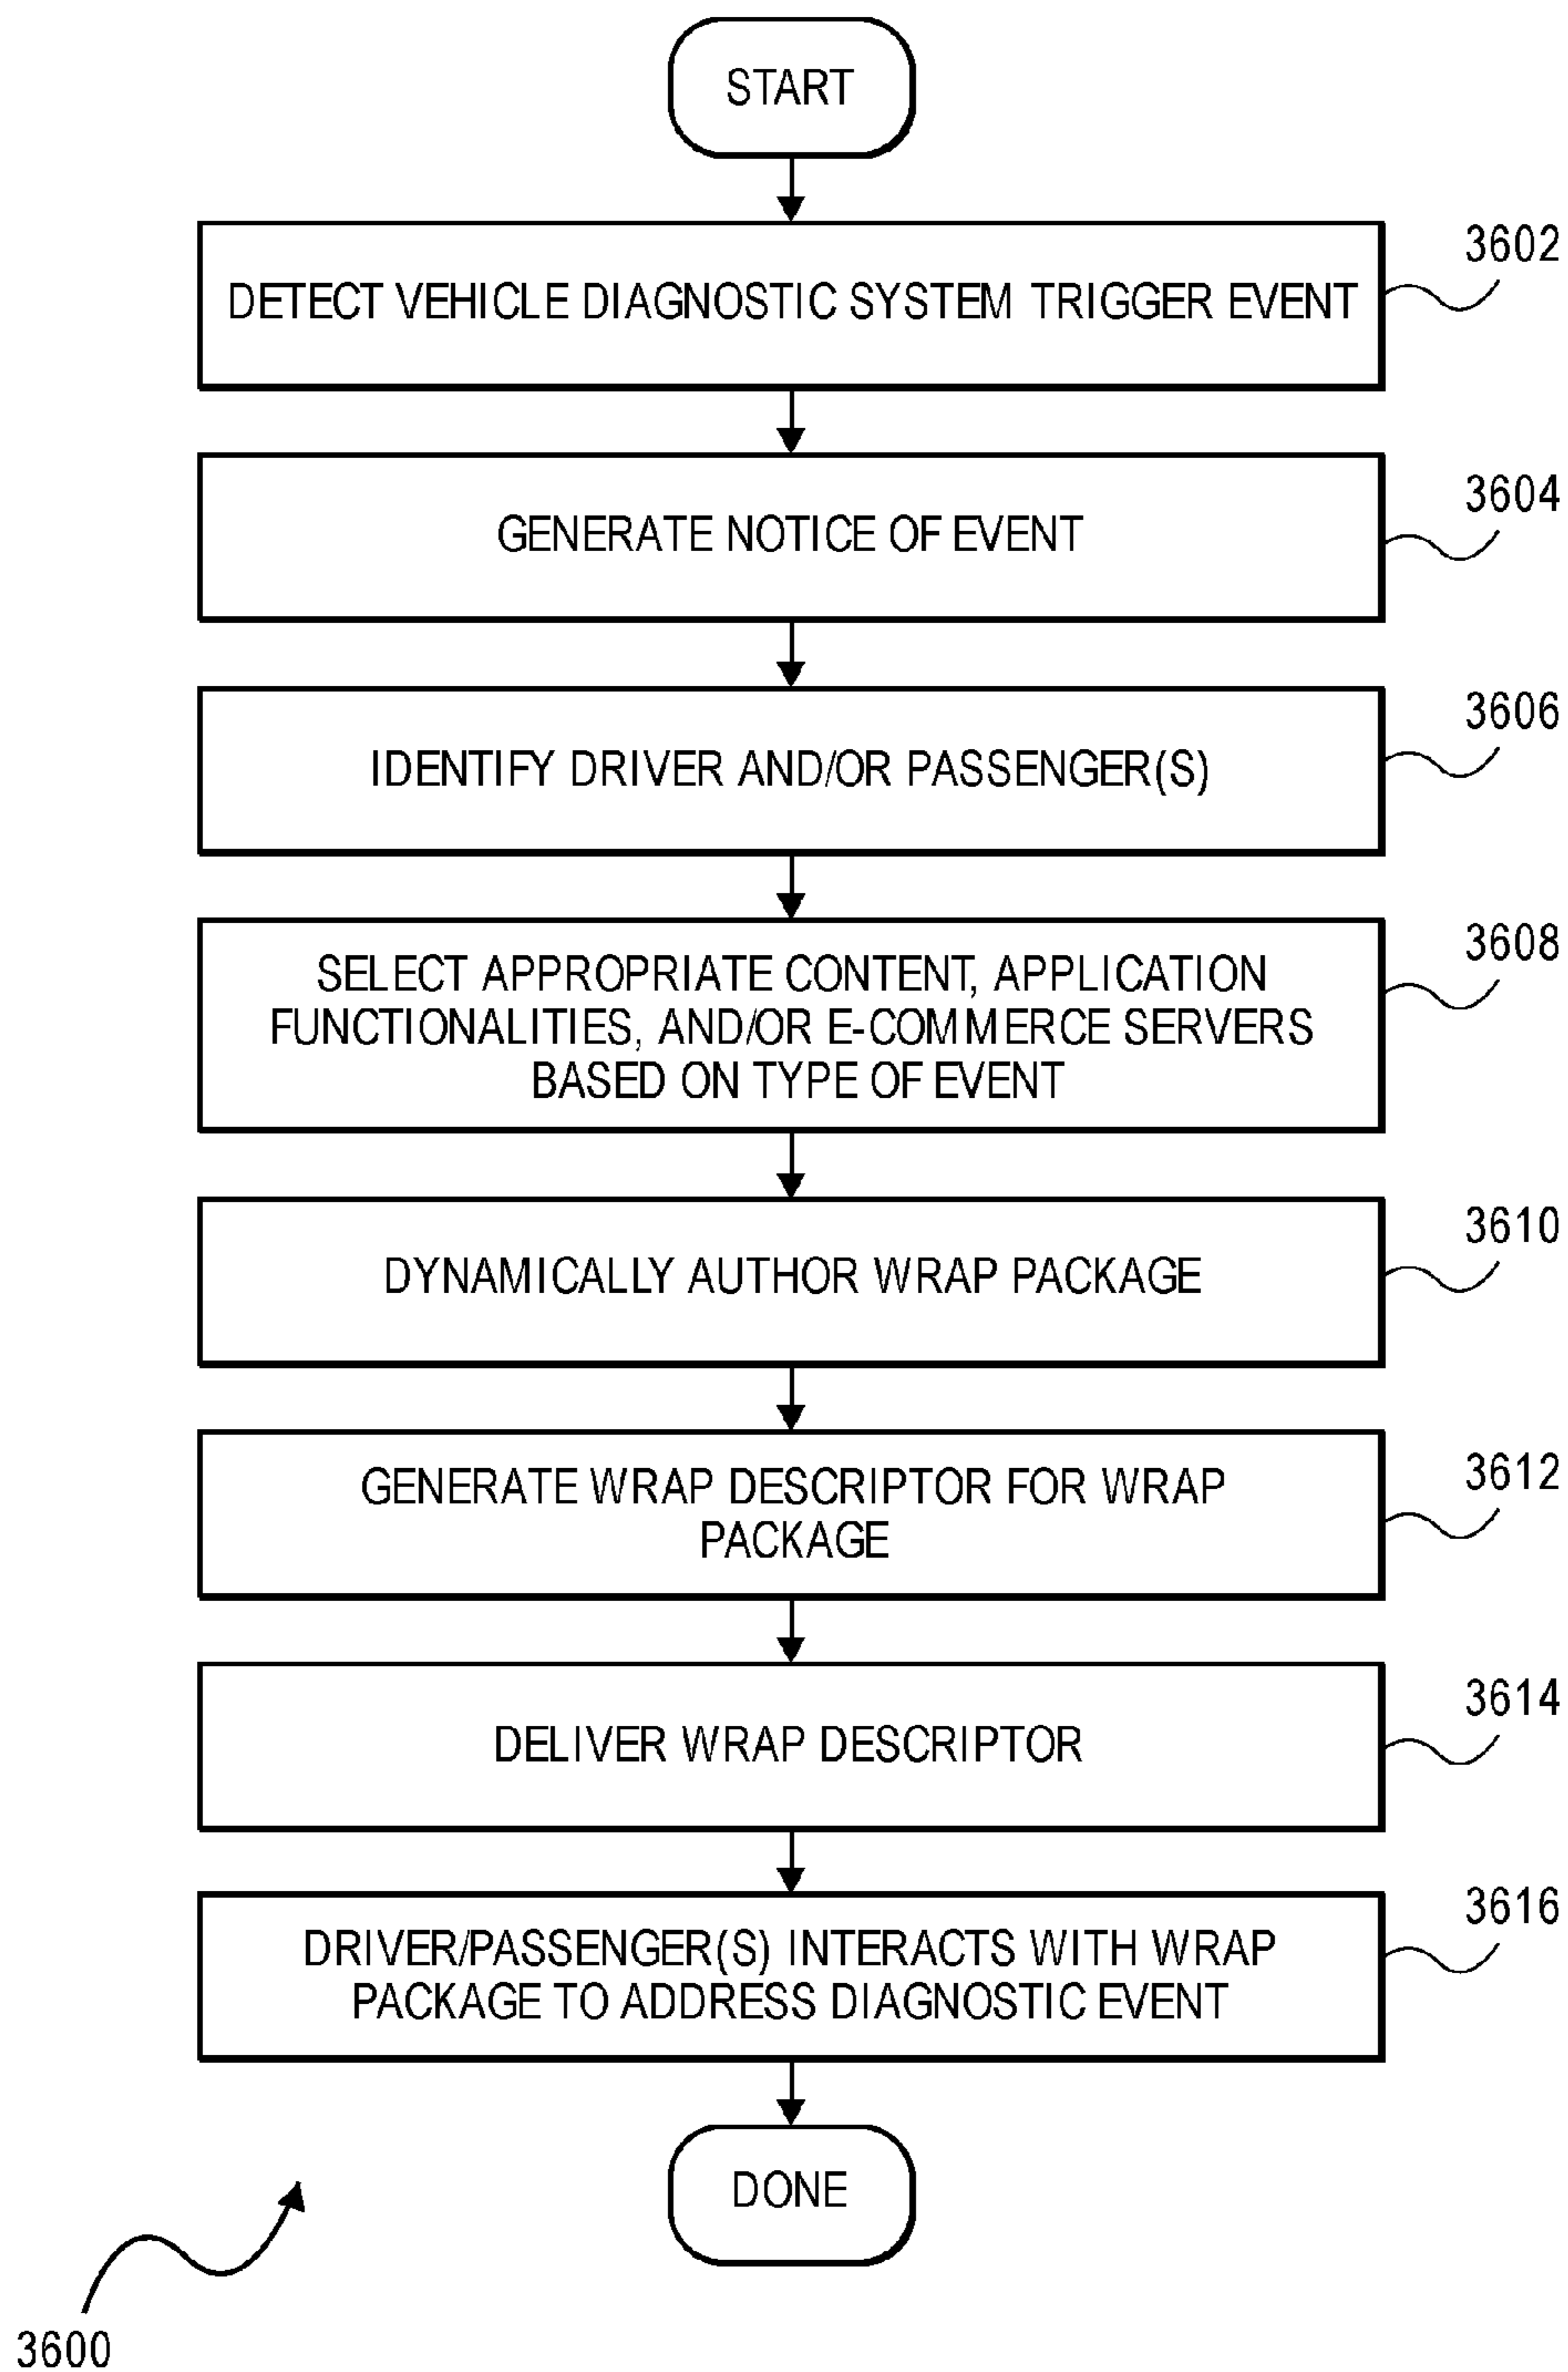 START
DETECT VEHICLE DIAGNOSTIC SYSTEM TRIGGER EVENT
3602
GENERATE NOTICE OF EVENT
3604
IDENTIFY DRIVER AND/OR PASSENGER(S)
3606
SELECT APPROPRIATE CONTENT, APPLICATION
FUNCTIONALITIES, AND/OR E-COMMERCE SERVERS
BASED ON TYPE OF EVENT
3608
DYNAMICALLY AUTHOR WRAP PACKAGE
3610
GENERATE WRAP DESCRIPTOR FOR WRAP
PACKAGE
3612
DELIVER WRAP DESCRIPTOR
3614
DRIVER/PASSENGER(S) INTERACTS WITH WRAP
PACKAGE TO ADDRESS DIAGNOSTIC EVENT
3616
DONE
3600